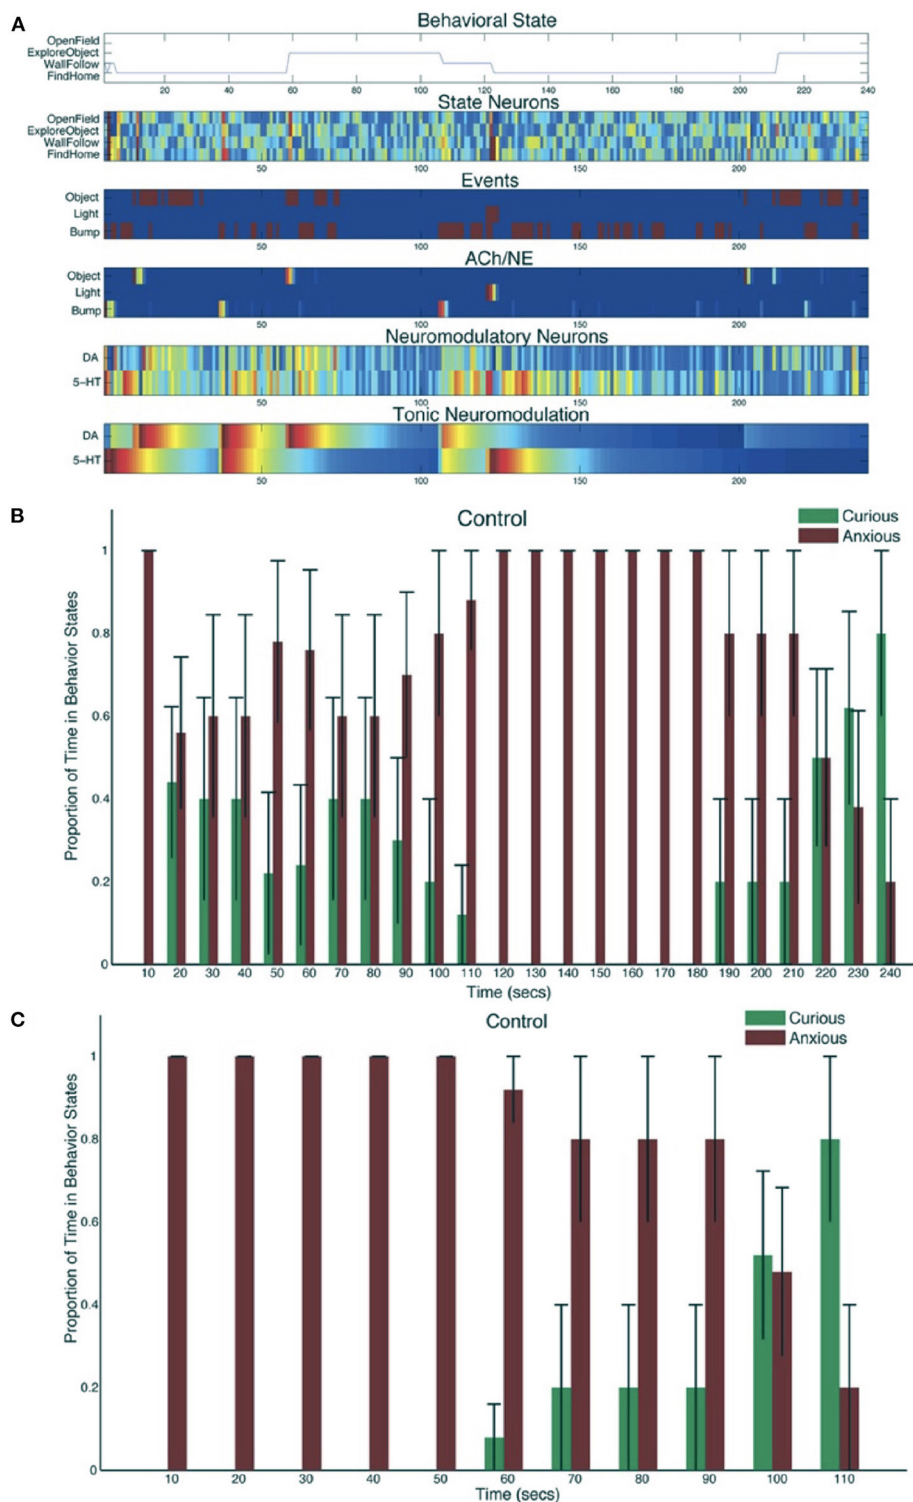 A
Behavioral State
OpenField
ExploreObject
WallFollow
FindHome
20 40 60 80 100 120 140 160 180 200 220 240
State Neurons
OpenField
ExploreObject
WallFollow
FindHome
50 100 150 200
Events
Object
Light
Bump
50 100 150 200
ACh/NE
Object
Light
Bump
50 100 150 200
Neuromodulatory Neurons
DA
5-HT
50 100 150 200
Tonic Neuromodulation
DA
5-HT
50 100 150 200
B
Control
Curious
Anxious
Proportion of Time in Behavior States
1
0.8
0.6
0.4
0.2
0
10 20 30 40 50 60 70 80 90 100 110 120 130 140 150 160 170 180 190 200 210 220 230 240
Time (secs)
C
Control
Curious
Anxious
Proportion of Time in Behavior States
1
0.8
0.6
0.4
0.2
0
10 20 30 40 50 60 70 80 90 100 110
Time (secs)